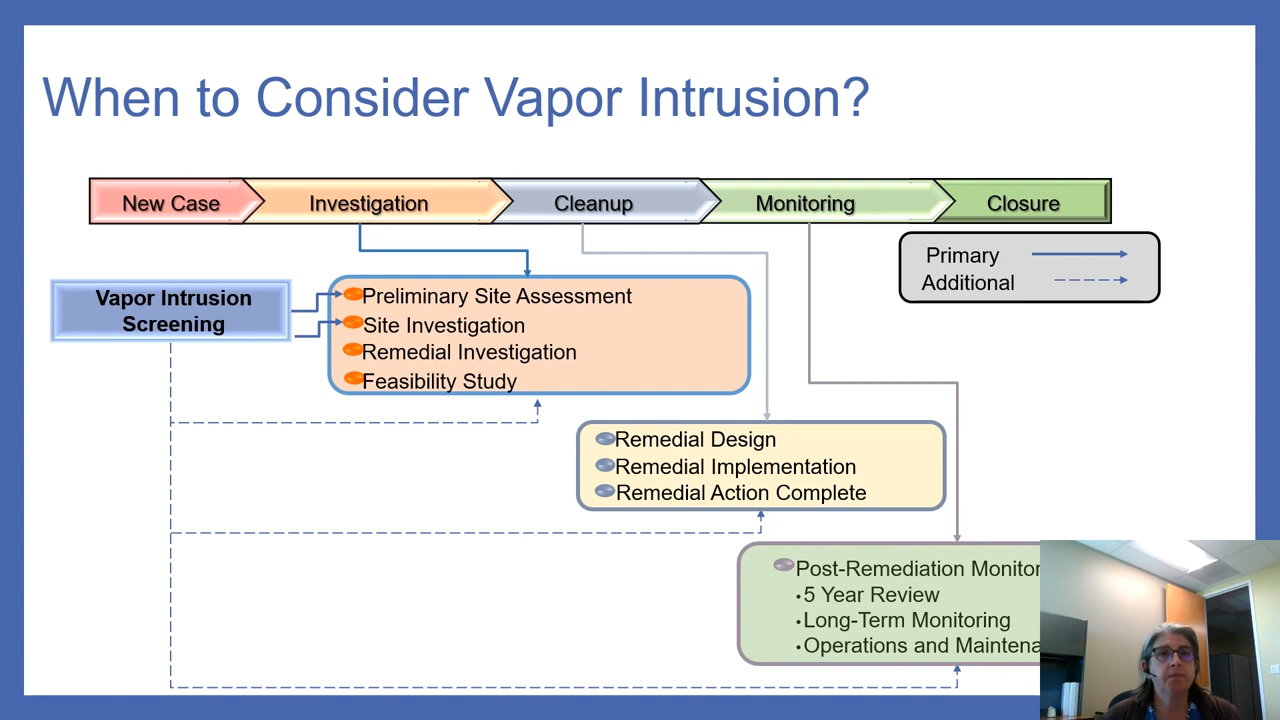 When to Consider Vapor Intrusion?
New Case
Investigation
Cleanup
Monitoring
Closure
Primary
Additional
Vapor Intrusion
Screening
Preliminary Site Assessment
Site Investigation
Remedial Investigation
Feasibility Study
Remedial Design
Remedial Implementation
Remedial Action Complete
Post-Remediation Monitor
•5 Year Review
•Long-Term Monitoring
•Operations and Maintena